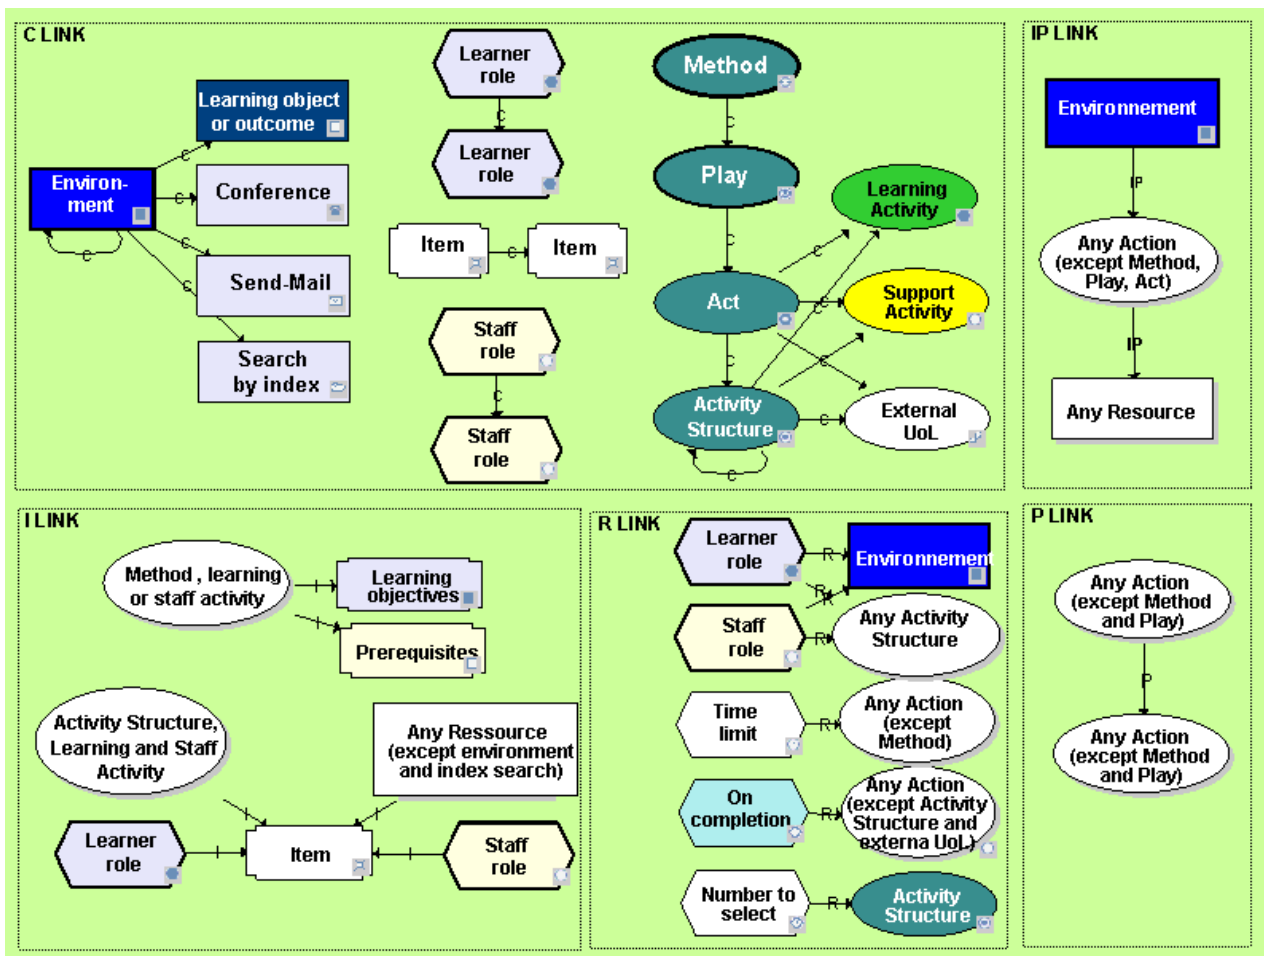 C LINK
Learning object
or outcome
Environ-
ment
Conference
Send-Mail
Search
by index
C
C
C
C
C
Learner
role
C
Learner
role
Item
C
Item
Staff
role
C
Staff
role
Method
C
Play
C
Act
C
Activity
Structure
C
Learning
Activity
Support
Activity
External
UoL
C
C
C
C
C
C
IP LINK
Environnement
IP
Any Action
(except Method,
Play, Act)
IP
Any Resource
I LINK
Method , learning
or staff activity
I
Learning
objectives
I
Prerequisites
Activity Structure,
Learning and Staff
Activity
Any Ressource
(except environment
and index search)
I
I
Learner
role
I
Item
I
Staff
role
R LINK
Learner
role
R
Environnement
R
R
Staff
role
R
Any Activity
Structure
Time
limit
R
Any Action
(except
Method)
On
completion
R
Any Action
(except Activity
Structure and
externa UoL)
Number to
select
R
Activity
Structure
P LINK
Any Action
(except Method
and Play)
P
Any Action
(except Method
and Play)